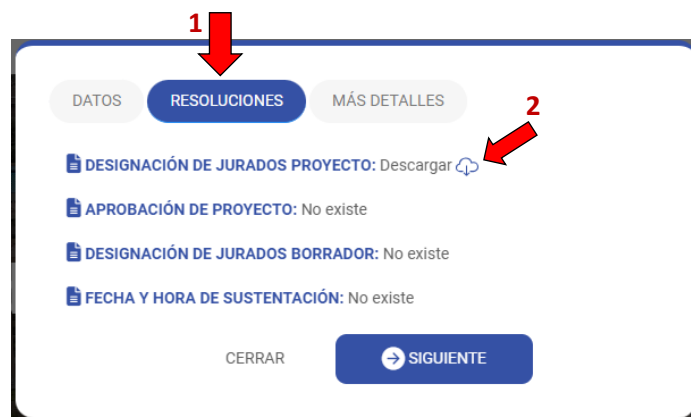 1
DATOS RESOLUCIONES MÁS DETALLES
2
DESIGNACIÓN DE JURADOS PROYECTO: Descargar
APROBACIÓN DE PROYECTO: No existe
DESIGNACIÓN DE JURADOS BORRADOR: No existe
FECHA Y HORA DE SUSTENTACIÓN: No existe
CERRAR SIGUIENTE